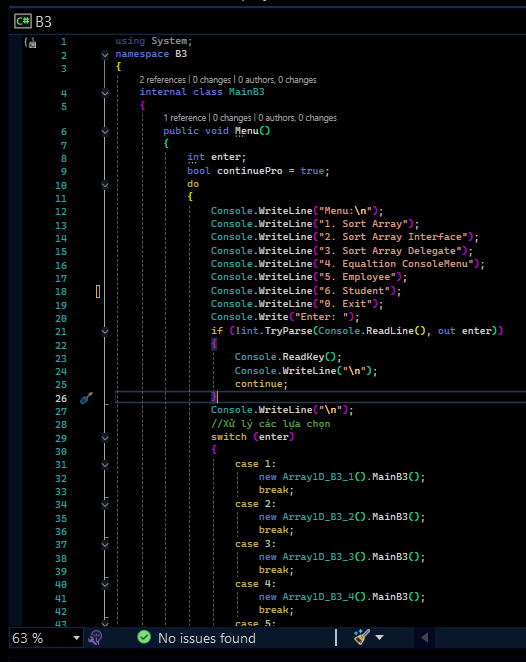 C# B3
1 using System;
2 namespace B3
3 {
2 references | 0 changes | 0 authors, 0 changes
4 internal class MainB3
5 {
1 reference | 0 changes | 0 authors, 0 changes
6 public void Menu()
7 {
8 int enter;
9 bool continuePro = true;
10 do
11 {
12 Console.WriteLine("Menu:\n");
13 Console.WriteLine("1. Sort Array");
14 Console.WriteLine("2. Sort Array Interface");
15 Console.WriteLine("3. Sort Array Delegate");
16 Console.WriteLine("4. Equaltion ConsoleMenu");
17 Console.WriteLine("5. Employee");
18 Console.WriteLine("6. Student");
19 Console.WriteLine("0. Exit");
20 Console.Write("Enter: ");
21 if (!int.TryParse(Console.ReadLine(), out enter))
22 {
23 Console.ReadKey();
24 Console.WriteLine("\n");
25 continue;
26 }
27 Console.WriteLine("\n");
28 //Xử lý các lựa chọn
29 switch (enter)
30 {
31 case 1:
32 new Array1D_B3_1().MainB3();
33 break;
34 case 2:
35 new Array1D_B3_2().MainB3();
36 break;
37 case 3:
38 new Array1D_B3_3().MainB3();
39 break;
40 case 4:
41 new Array1D_B3_4().MainB3();
42 break;
43 case 5:
63 % No issues found